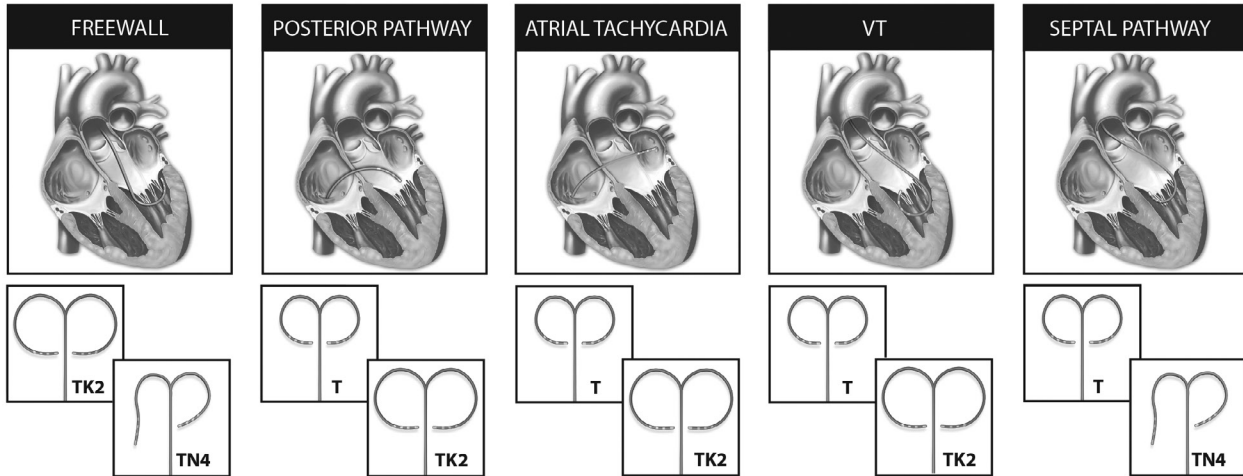 FREEWALL
POSTERIOR PATHWAY
ATRIAL TACHYCARDIA
VT
SEPTAL PATHWAY
TK2
TN4
T
TK2
T
TK2
T
TK2
T
TN4